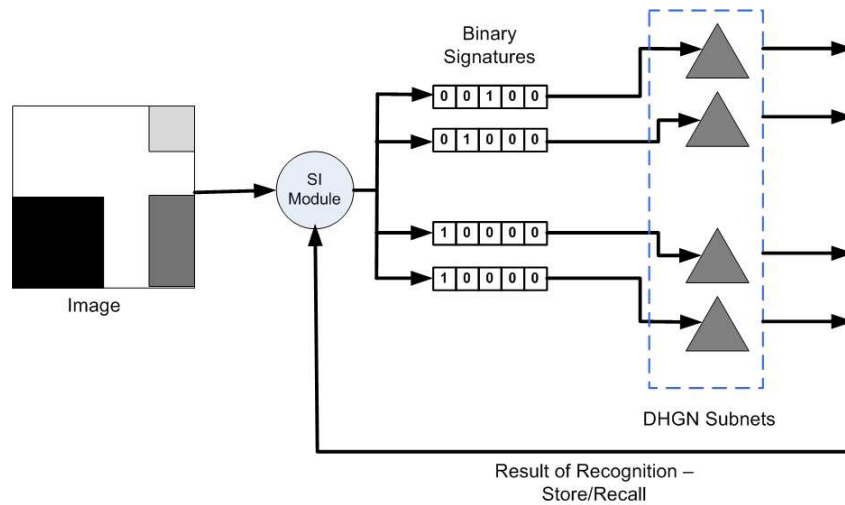 Binary
Signatures
0 0 1 0 0
0 1 0 0 0
SI
Module
1 0 0 0 0
1 0 0 0 0
Image
DHGN Subnets
Result of Recognition –
Store/Recall